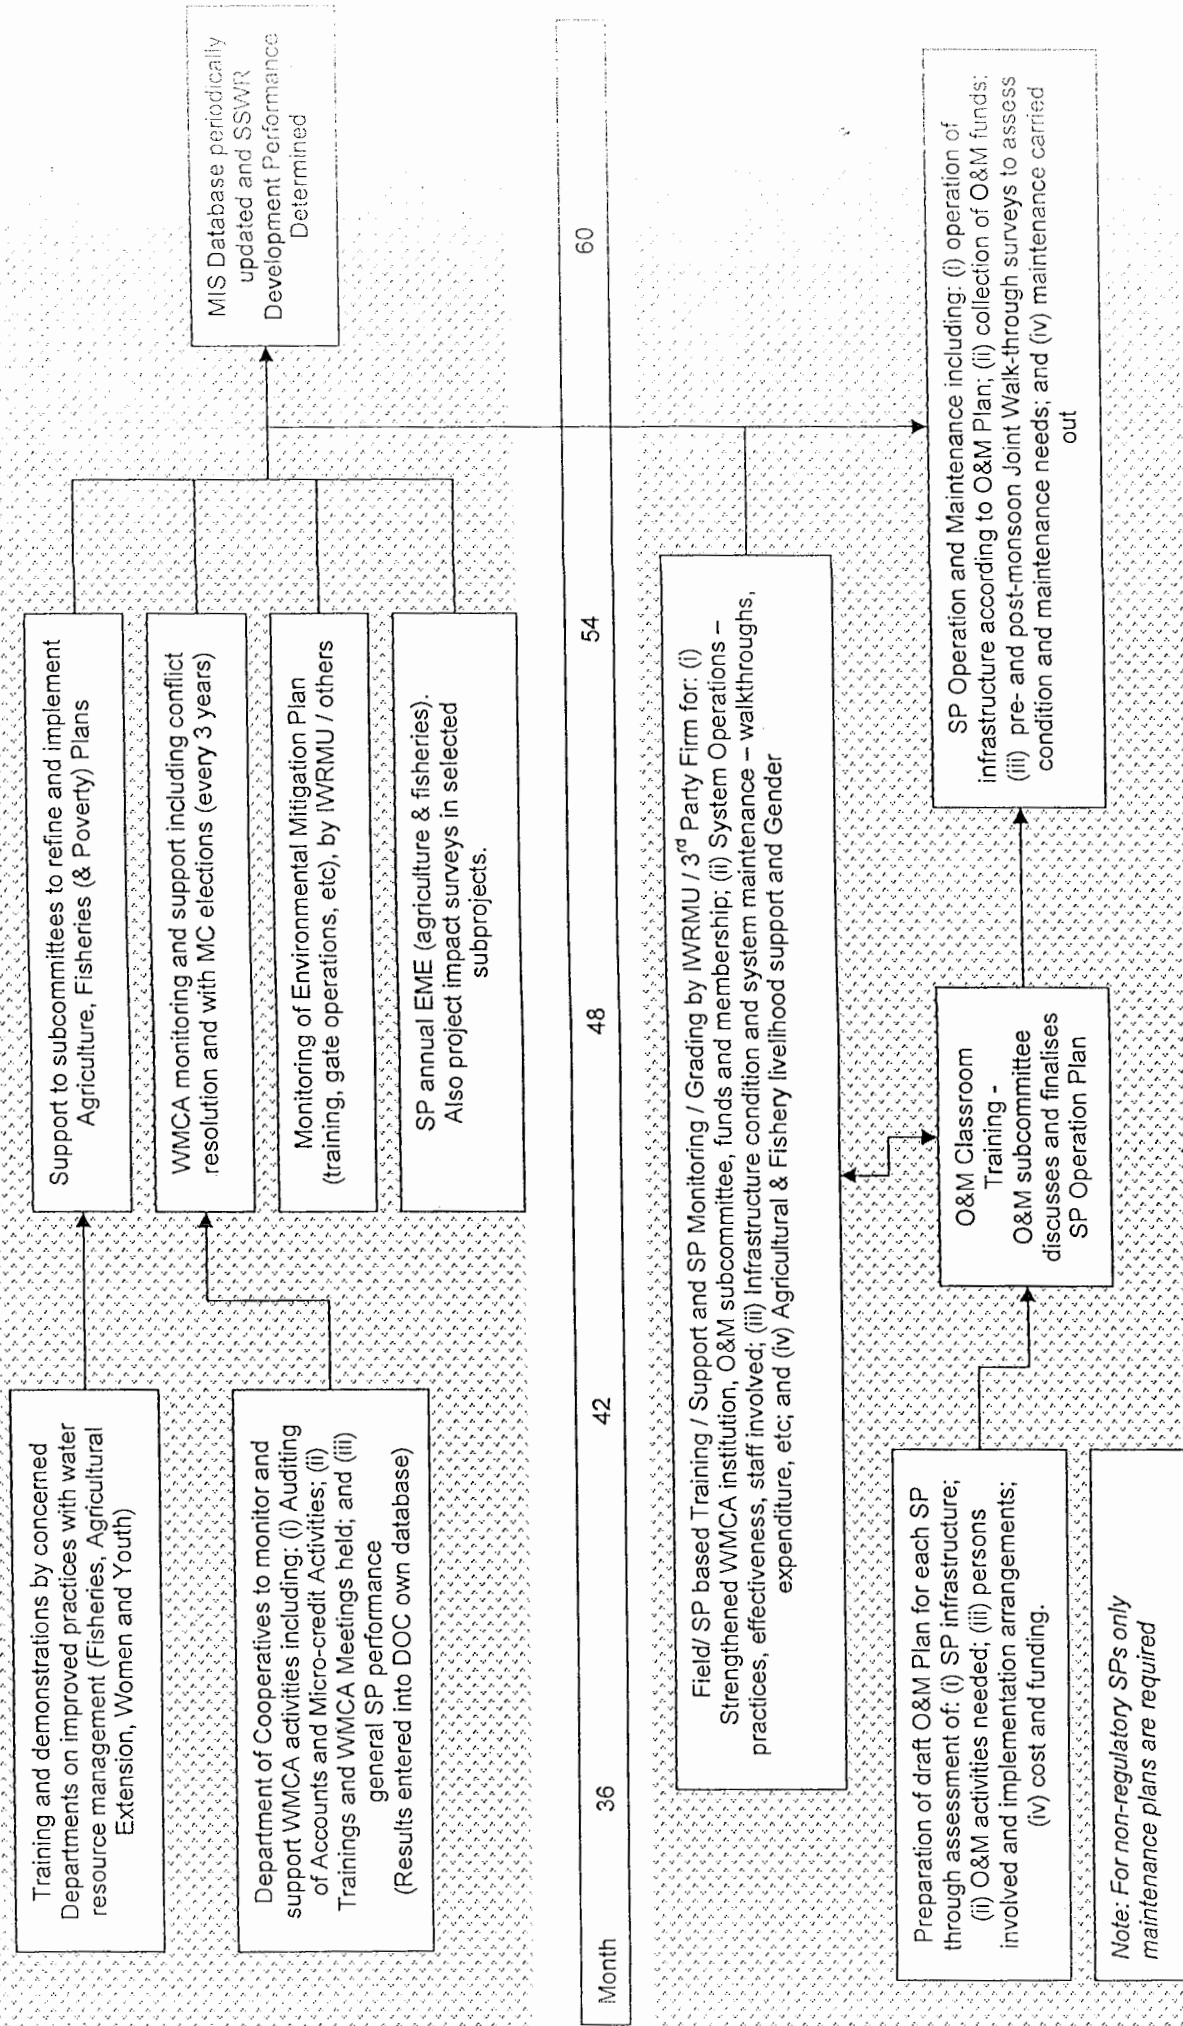 Training and demonstrations by concerned
Departments on improved practices with water
resource management (Fisheries, Agricultural
Extension, Women and Youth)
Department of Cooperatives to monitor and
support WMCA activities including: (i) Auditing
of Accounts and Micro-credit Activities; (ii)
Trainings and WMCA Meetings held; and (iii)
general SP performance
(Results entered into DOC own database)
Support to subcommittees to refine and implement
Agriculture, Fisheries (& Poverty) Plans
WMCA monitoring and support including conflict
resolution and with MC elections (every 3 years)
Monitoring of Environmental Mitigation Plan
(training, gate operations, etc), by IWRMU / others
SP annual EME (agriculture & fisheries).
Also project impact surveys in selected
subprojects.
MIS Database periodically
updated and SSWR
Development Performance
Determined
Month 36 42 48 54 60
Field/ SP based Training / Support and SP Monitoring / Grading by IWRMU / 3rd Party Firm for: (i)
Strengthened WMCA institution, O&M subcommittee, funds and membership; (ii) System Operations –
practices, effectiveness, staff involved; (iii) Infrastructure condition and system maintenance – walkthroughs,
expenditure, etc; and (iv) Agricultural & Fishery livelihood support and Gender
Preparation of draft O&M Plan for each SP
through assessment of: (i) SP infrastructure;
(ii) O&M activities needed; (iii) persons
involved and implementation arrangements;
(iv) cost and funding.
Note: For non-regulatory SPs only
maintenance plans are required
O&M Classroom
Training -
O&M subcommittee
discusses and finalises
SP Operation Plan
SP Operation and Maintenance including: (i) operation of
infrastructure according to O&M Plan; (ii) collection of O&M funds;
(iii) pre- and post-monsoon Joint Walk-through surveys to assess
condition and maintenance needs; and (iv) maintenance carried
out